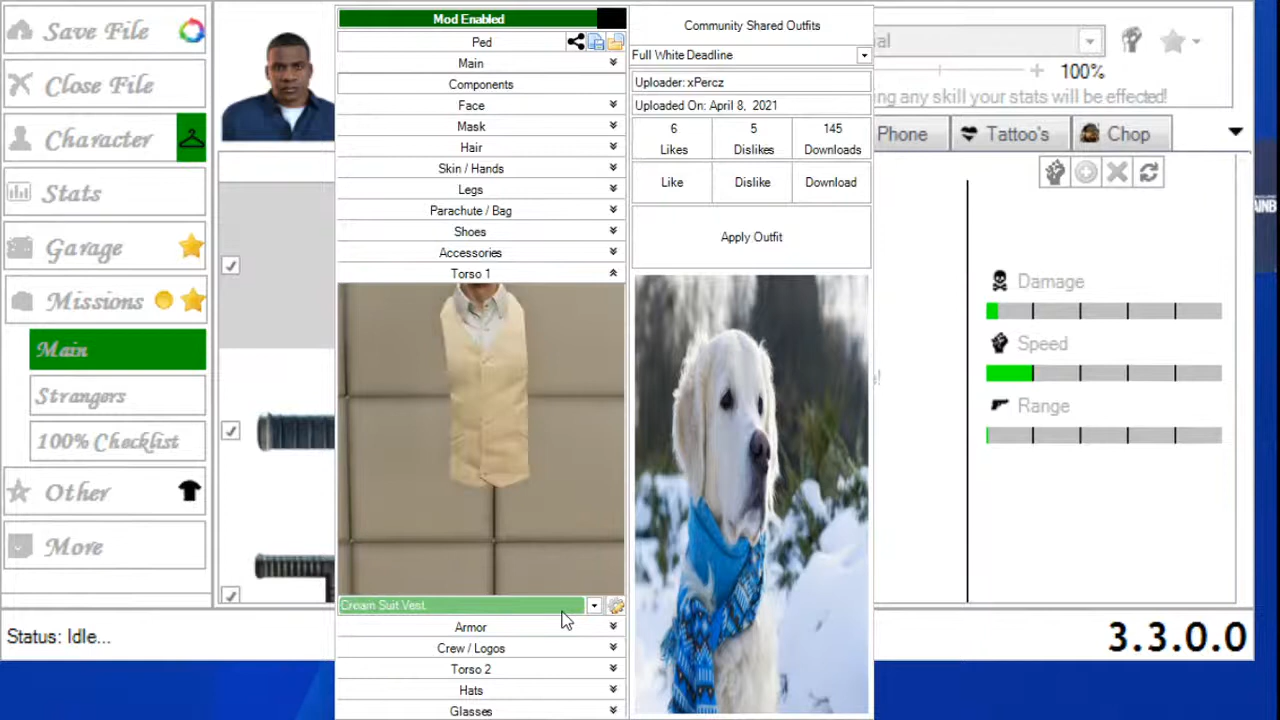 Save File
Close File
Character
Stats
Garage
Missions
Main
Strangers
100% Checklist
Other
More
Status: Idle...
Mod Enabled
Ped
Main
Components
Face
Mask
Hair
Skin / Hands
Legs
Parachute / Bag
Shoes
Accessories
Torso 1
Cream Suit Vest
Armor
Crew / Logos
Torso 2
Hats
Glasses
Community Shared Outfits
Full White Deadline
Uploader: xPercz
Uploaded On: April 8, 2021
6 5 145
Likes Dislikes Downloads
Like Dislike Download
Apply Outfit
100%
ing any skill your stats will be effected!
Phone Tattoo's Chop
Damage
Speed
Range
3.3.0.0